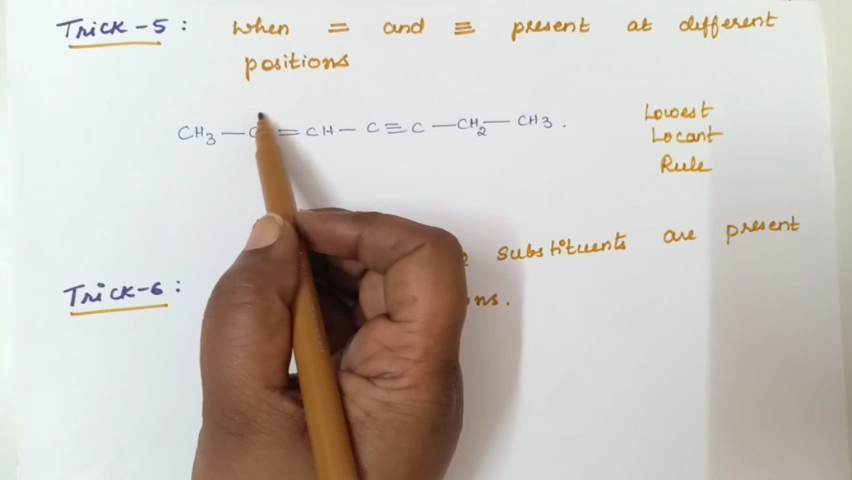 Trick-5: When = and ≡ present at different
positions
CH3 — C = CH — C ≡ C — CH2 — CH3.
Lowest
Locant
Rule
Trick-6: substituents are present